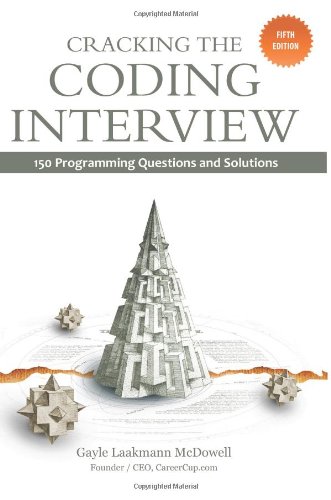 CRACKING THE
CODING
INTERVIEW
FIFTH
EDITION
150 Programming Questions and Solutions
Gayle Laakmann McDowell
Founder / CEO, CareerCup.com